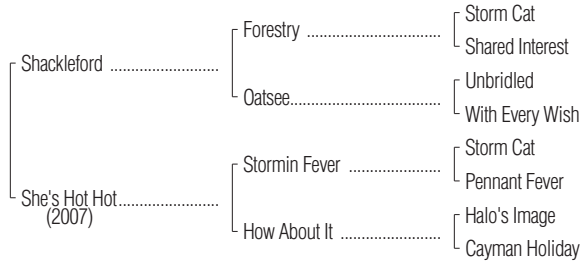 Storm Cat
Forestry ........................
Shared Interest
Shackleford ........................
Unbridled
Oatsee........................
With Every Wish
Storm Cat
Stormin Fever ........................
Pennant Fever
She's Hot Hot........................
(2007)
Halo's Image
How About It ........................
Cayman Holiday